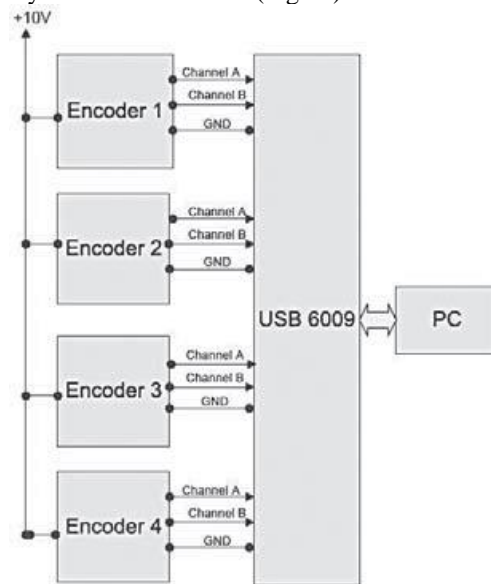 +10V
Channel A
Encoder 1
Channel B
GND
Channel A
Encoder 2
Channel B
GND
USB 6009
PC
Channel A
Encoder 3
Channel B
GND
Channel A
Encoder 4
Channel B
GND